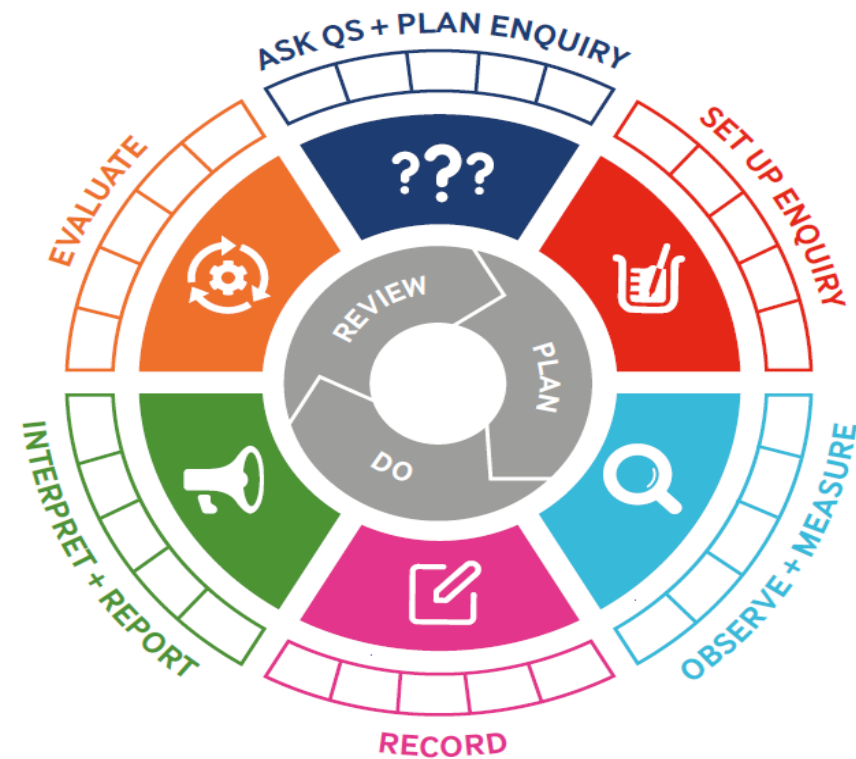 ASK QS + PLAN ENQUIRY
SET UP ENQUIRY
OBSERVE + MEASURE
RECORD
INTERPRET + REPORT
EVALUATE
???
REVIEW
PLAN
DO